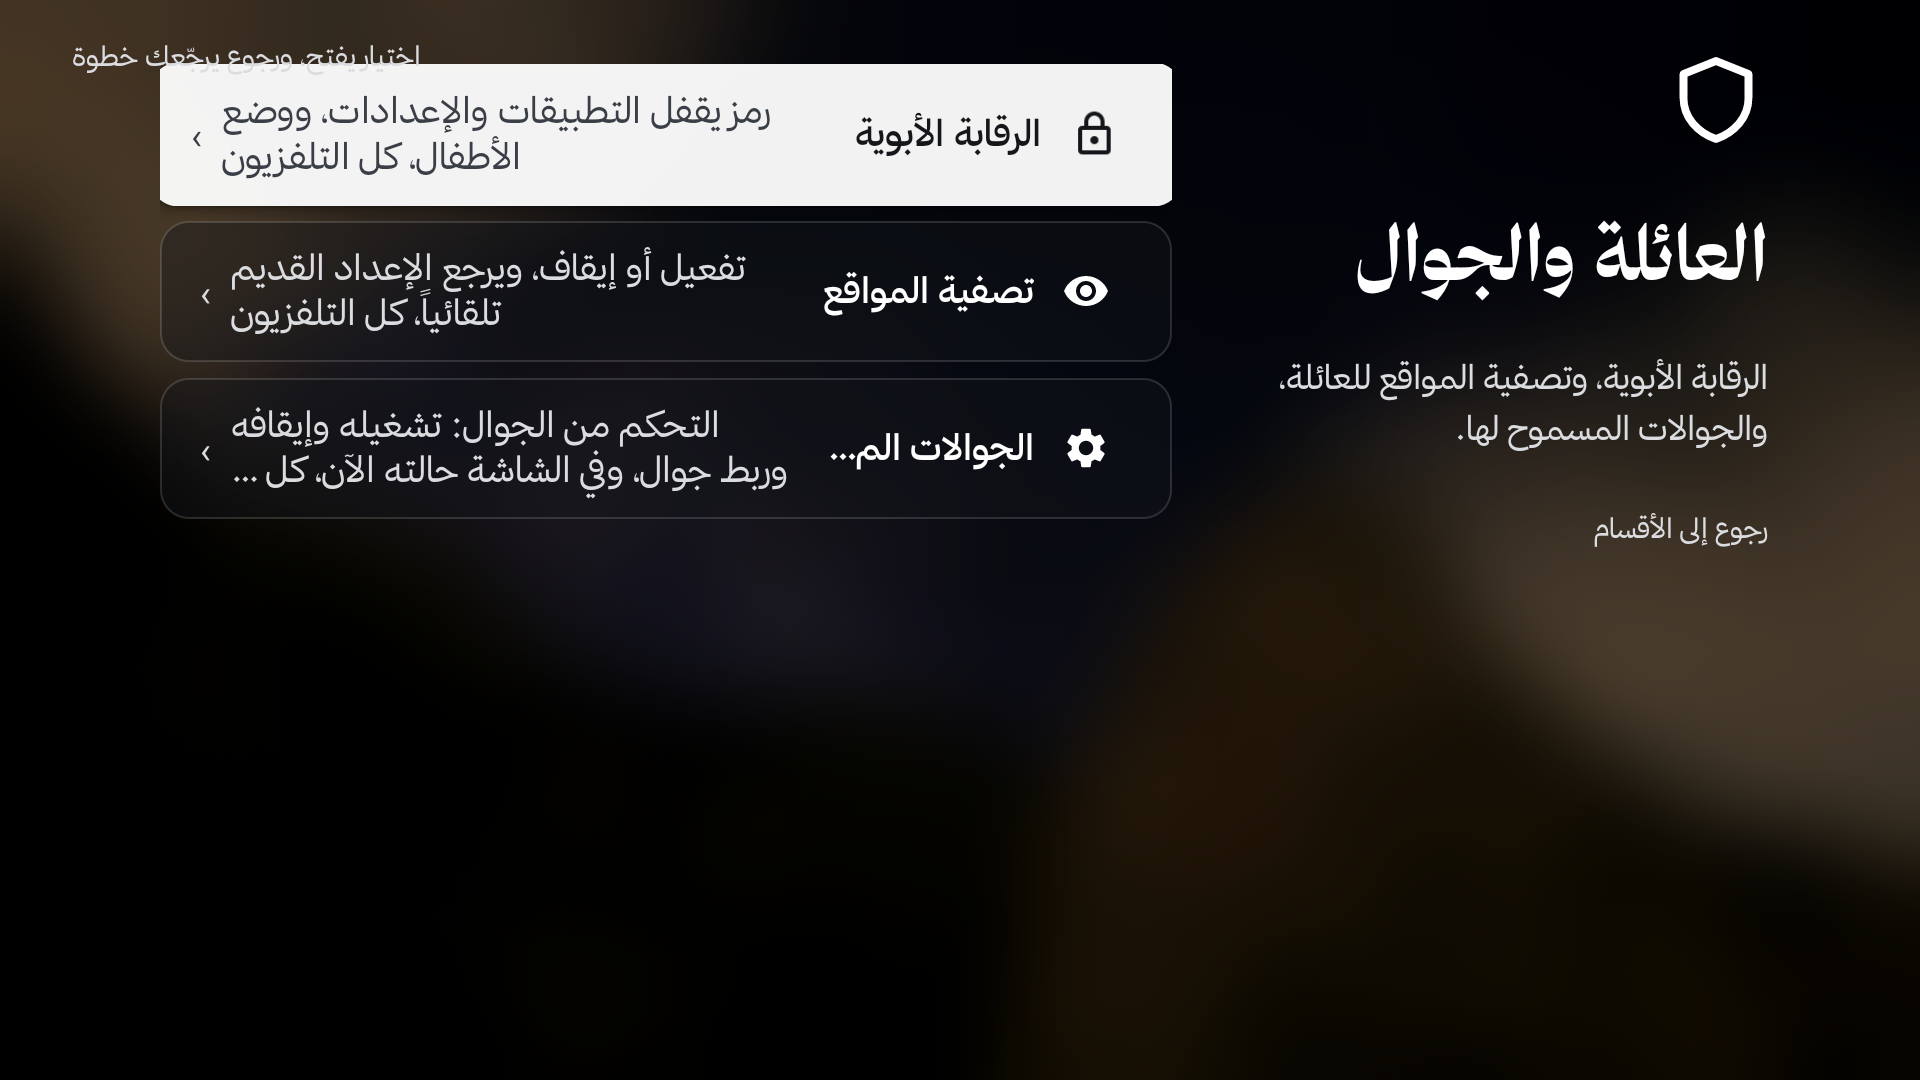 اختيار يفتح، ورجوع يرجّعك خطوة
العائلة والجوال
الرقابة الأبوية، وتصفية المواقع للعائلة،
والجوالات المسموح لها.
رجوع إلى الأقسام
الرقابة الأبوية
رمز يقفل التطبيقات والإعدادات، ووضع
الأطفال، كل التلفزيون
تصفية المواقع
تفعيل أو إيقاف، ويرجع الإعداد القديم
تلقائياً، كل التلفزيون
الجوالات الم...
التحكم من الجوال: تشغيله وإيقافه
وربط جوال، وفي الشاشة حالته الآن، كل ...